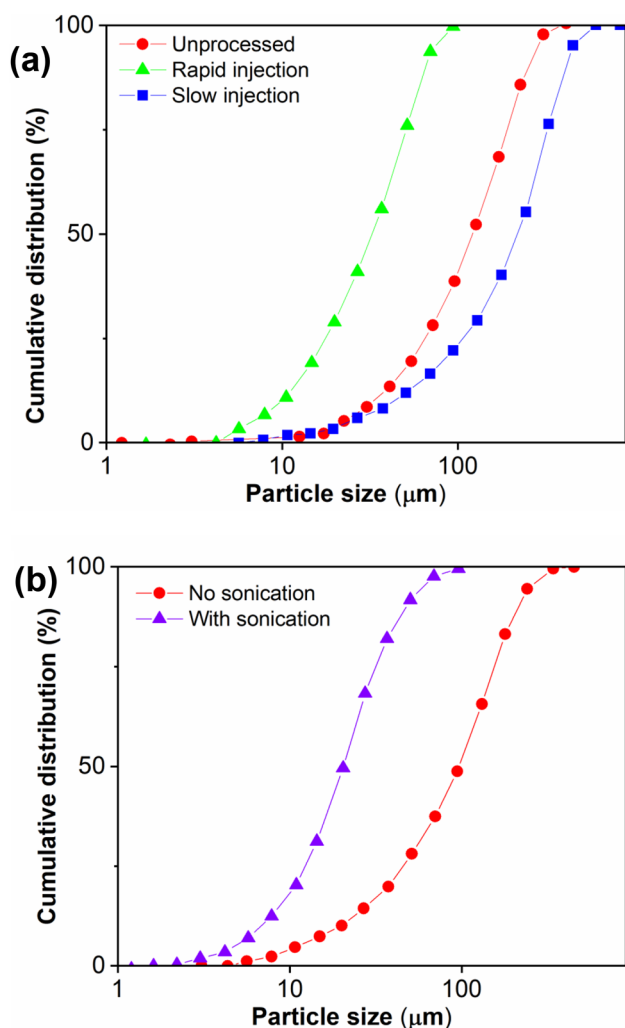 (a)
Unprocessed
Rapid injection
Slow injection
Cumulative distribution (%)
100
50
0
1
10
100
Particle size (μm)
(b)
No sonication
With sonication
Cumulative distribution (%)
100
50
0
1
10
100
Particle size (μm)